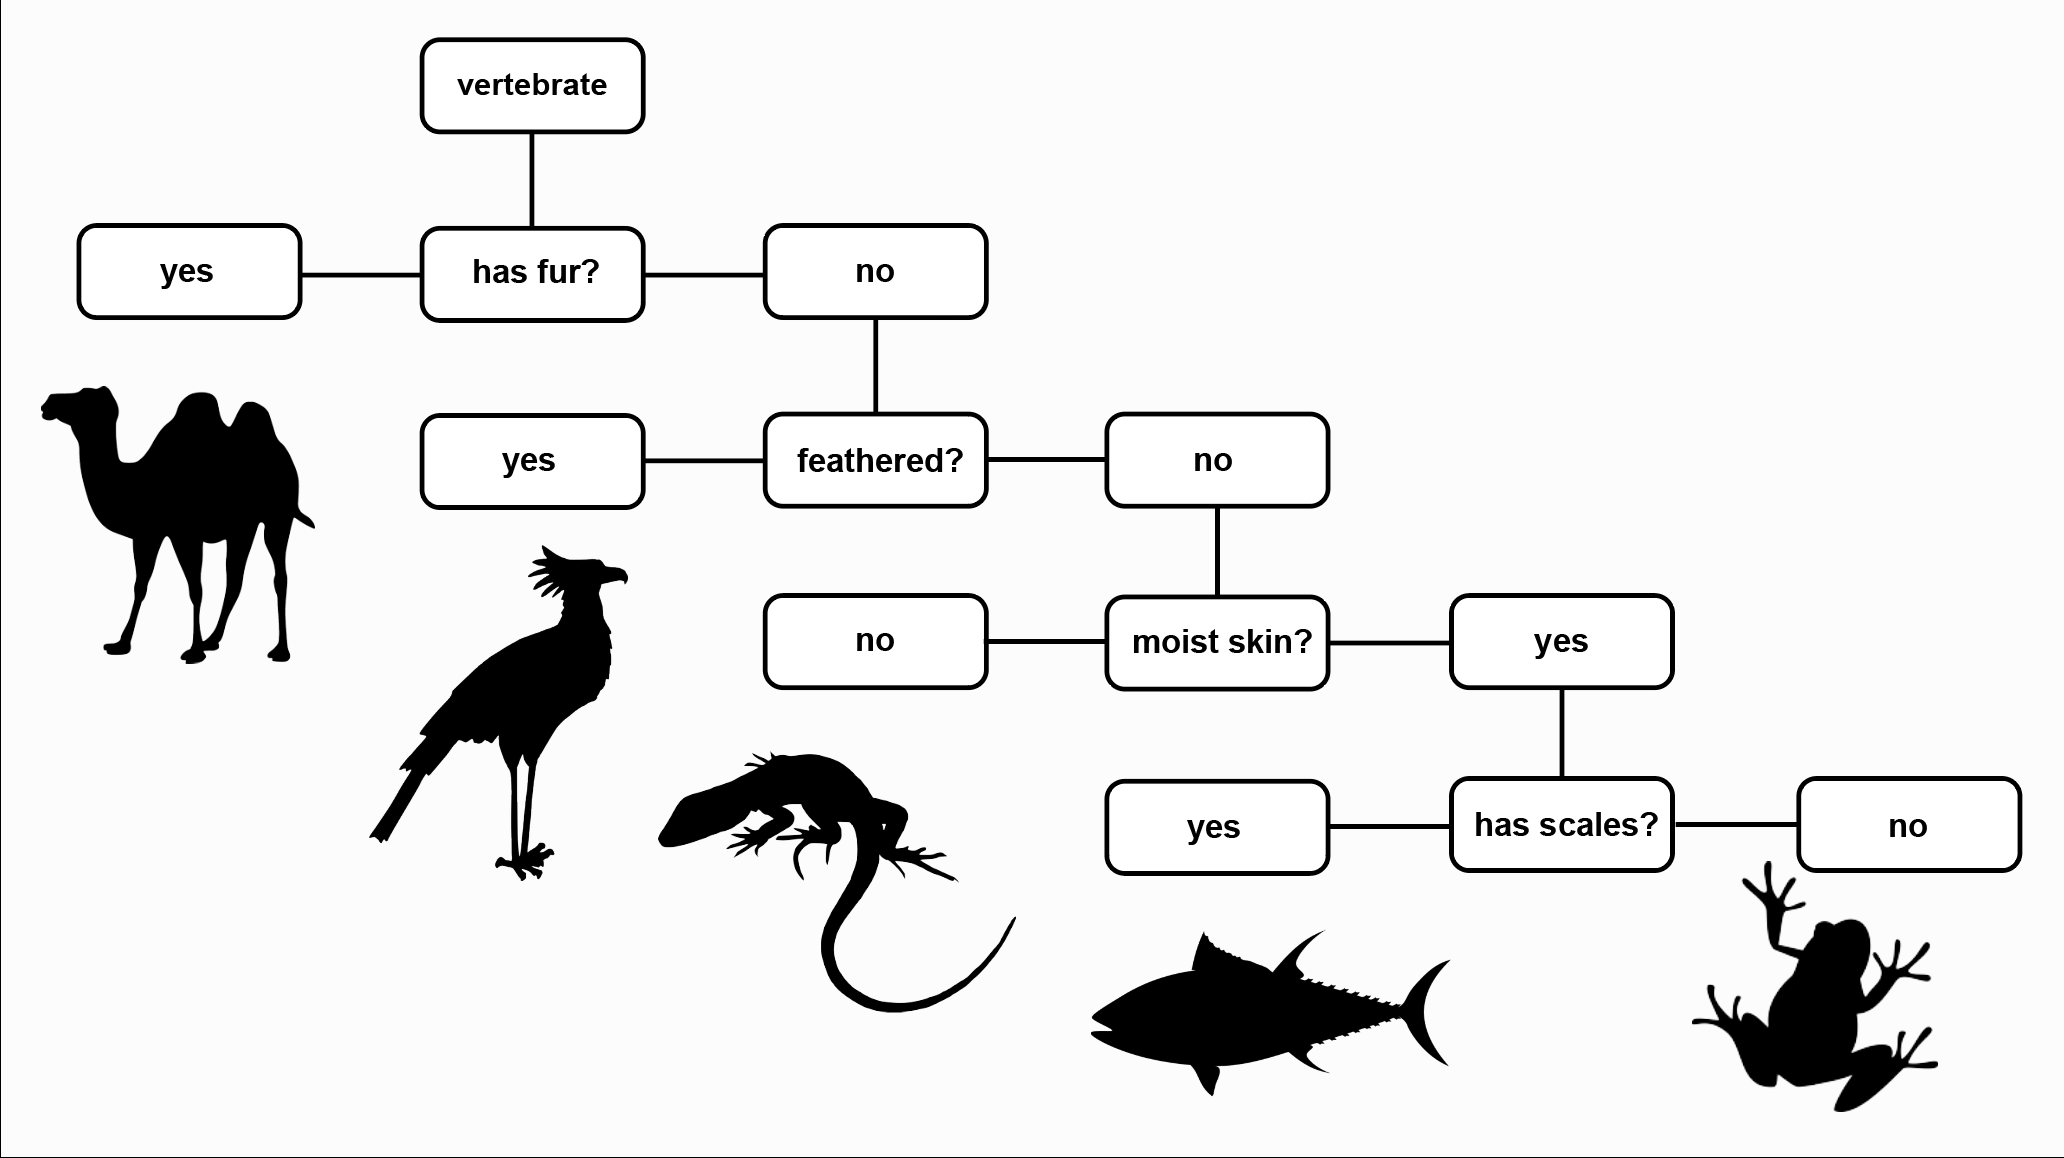 vertebrate
yes
has fur?
no
yes
feathered?
no
no
moist skin?
yes
yes
has scales?
no